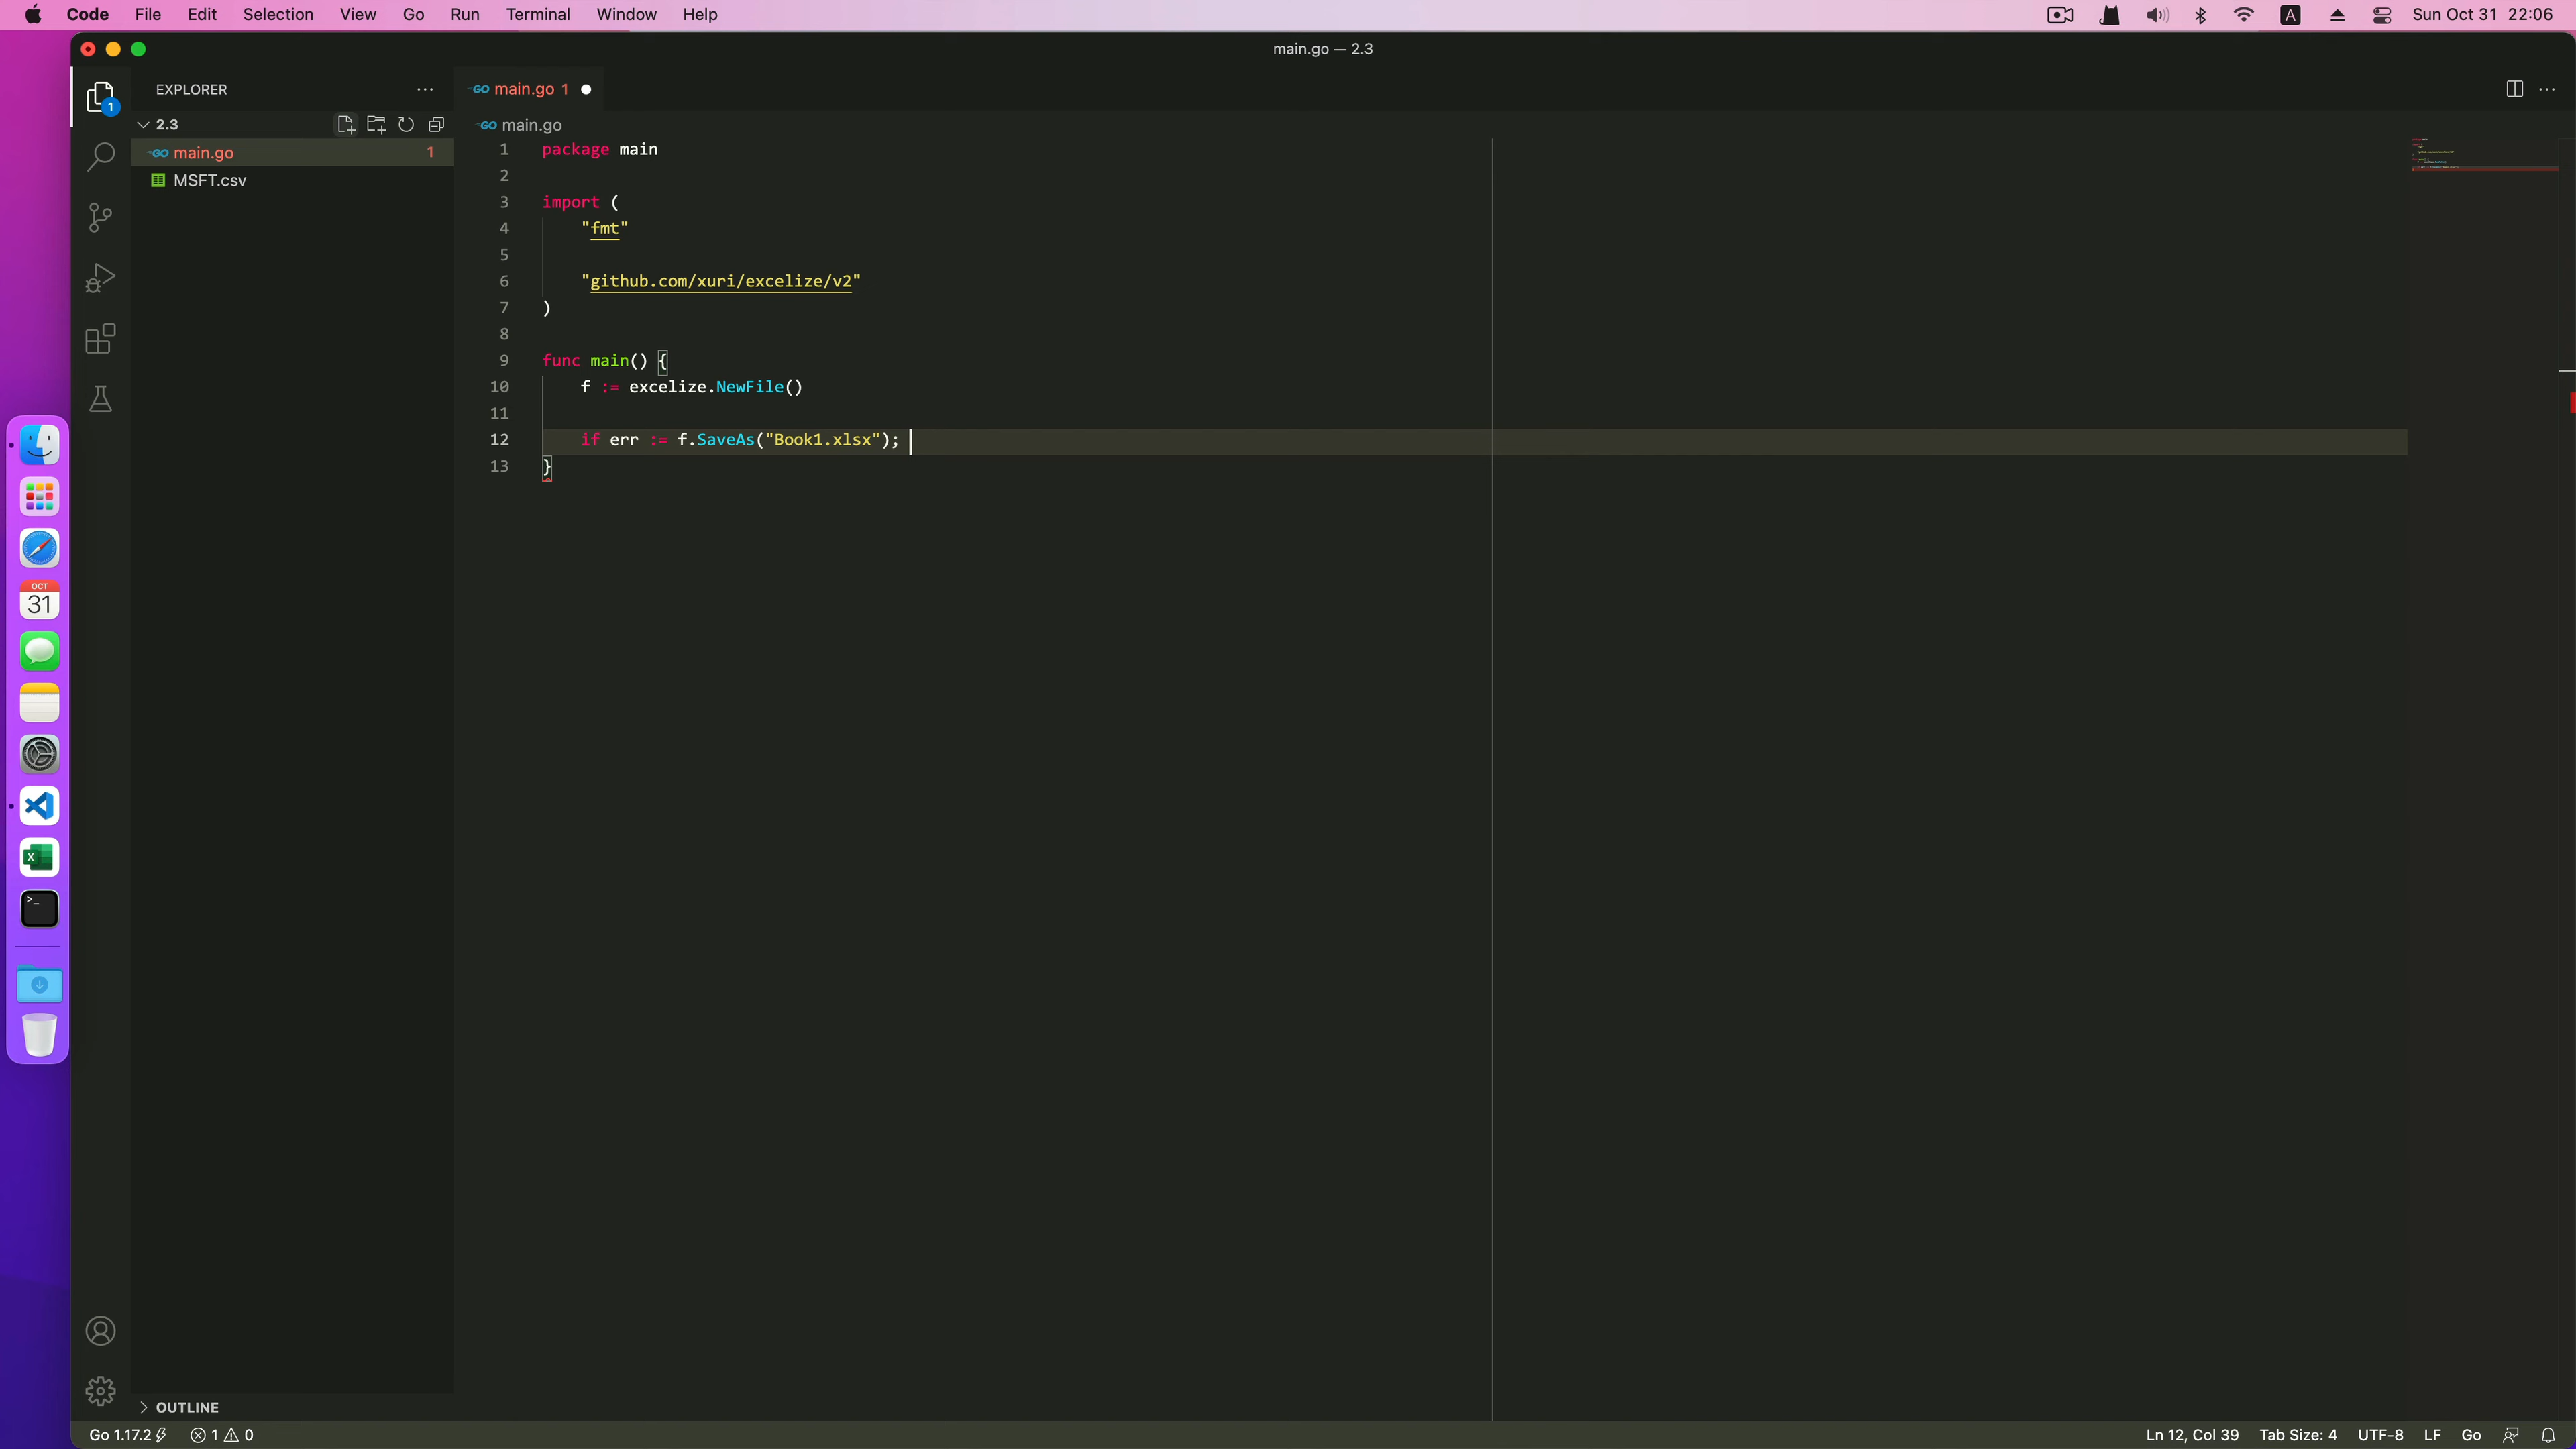 Code File Edit Selection View Go Run Terminal Window Help A Sun Oct 31 22:06
main.go — 2.3
EXPLORER
GO main.go 1
1
2.3
GO main.go
GO main.go 1
MSFT.csv
1 package main
2
3 import (
4 "fmt"
5
6 "github.com/xuri/excelize/v2"
7 )
8
9 func main() {
10 f := excelize.NewFile()
11
12 if err := f.SaveAs("Book1.xlsx");
13 }
OCT
31
X
>_
OUTLINE
Go 1.17.2 1 0 Ln 12, Col 39 Tab Size: 4 UTF-8 LF Go